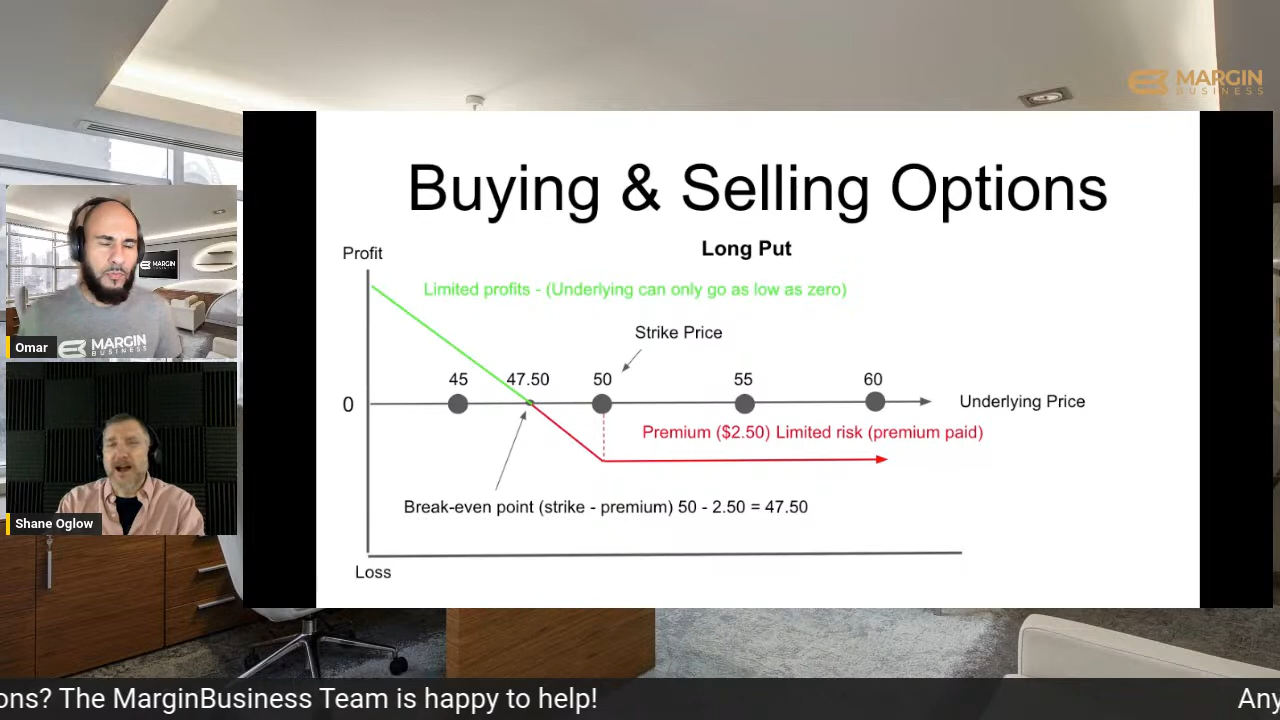 MARGIN
BUSINESS
Buying & Selling Options
Long Put
Profit
Limited profits - (Underlying can only go as low as zero)
Strike Price
45
47.50
50
55
60
0
Underlying Price
Premium ($2.50) Limited risk (premium paid)
Break-even point (strike - premium) 50 - 2.50 = 47.50
Loss
MARGIN
BUSINESS
Omar
MARGIN
BUSINESS
Shane Oglow
ons? The MarginBusiness Team is happy to help!
Any